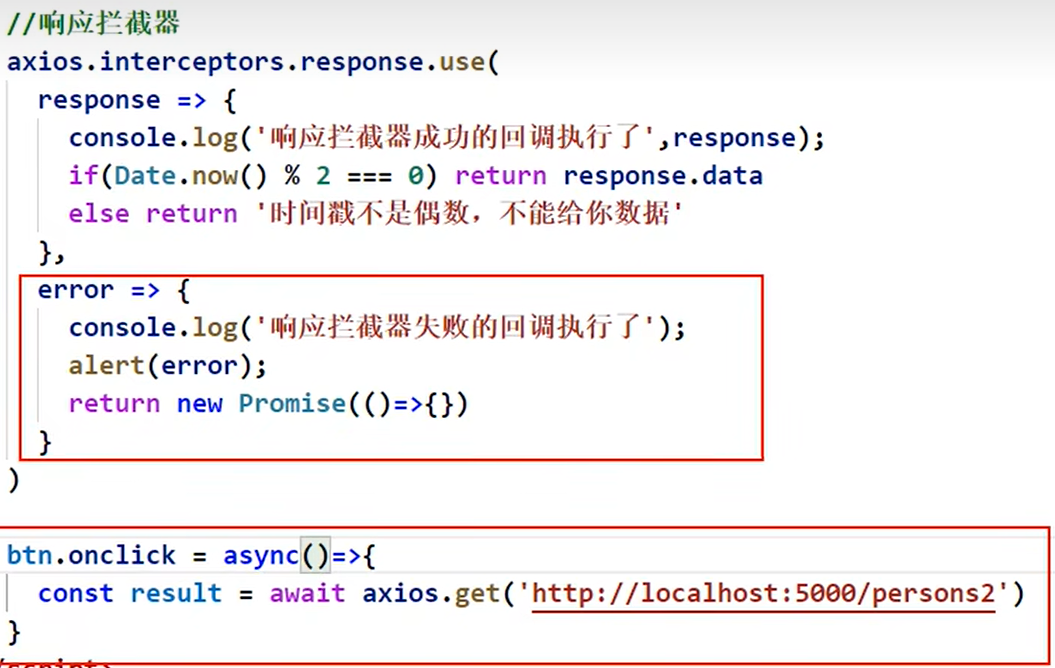 //响应拦截器
axios.interceptors.response.use(
response => {
console.log('响应拦截器成功的回调执行了',response);
if(Date.now() % 2 === 0) return response.data
else return '时间戳不是偶数，不能给你数据'
},
error => {
console.log('响应拦截器失败的回调执行了');
alert(error);
return new Promise(()=>{})
}
)
btn.onclick = async()=>{
const result = await axios.get('http://localhost:5000/persons2')
}